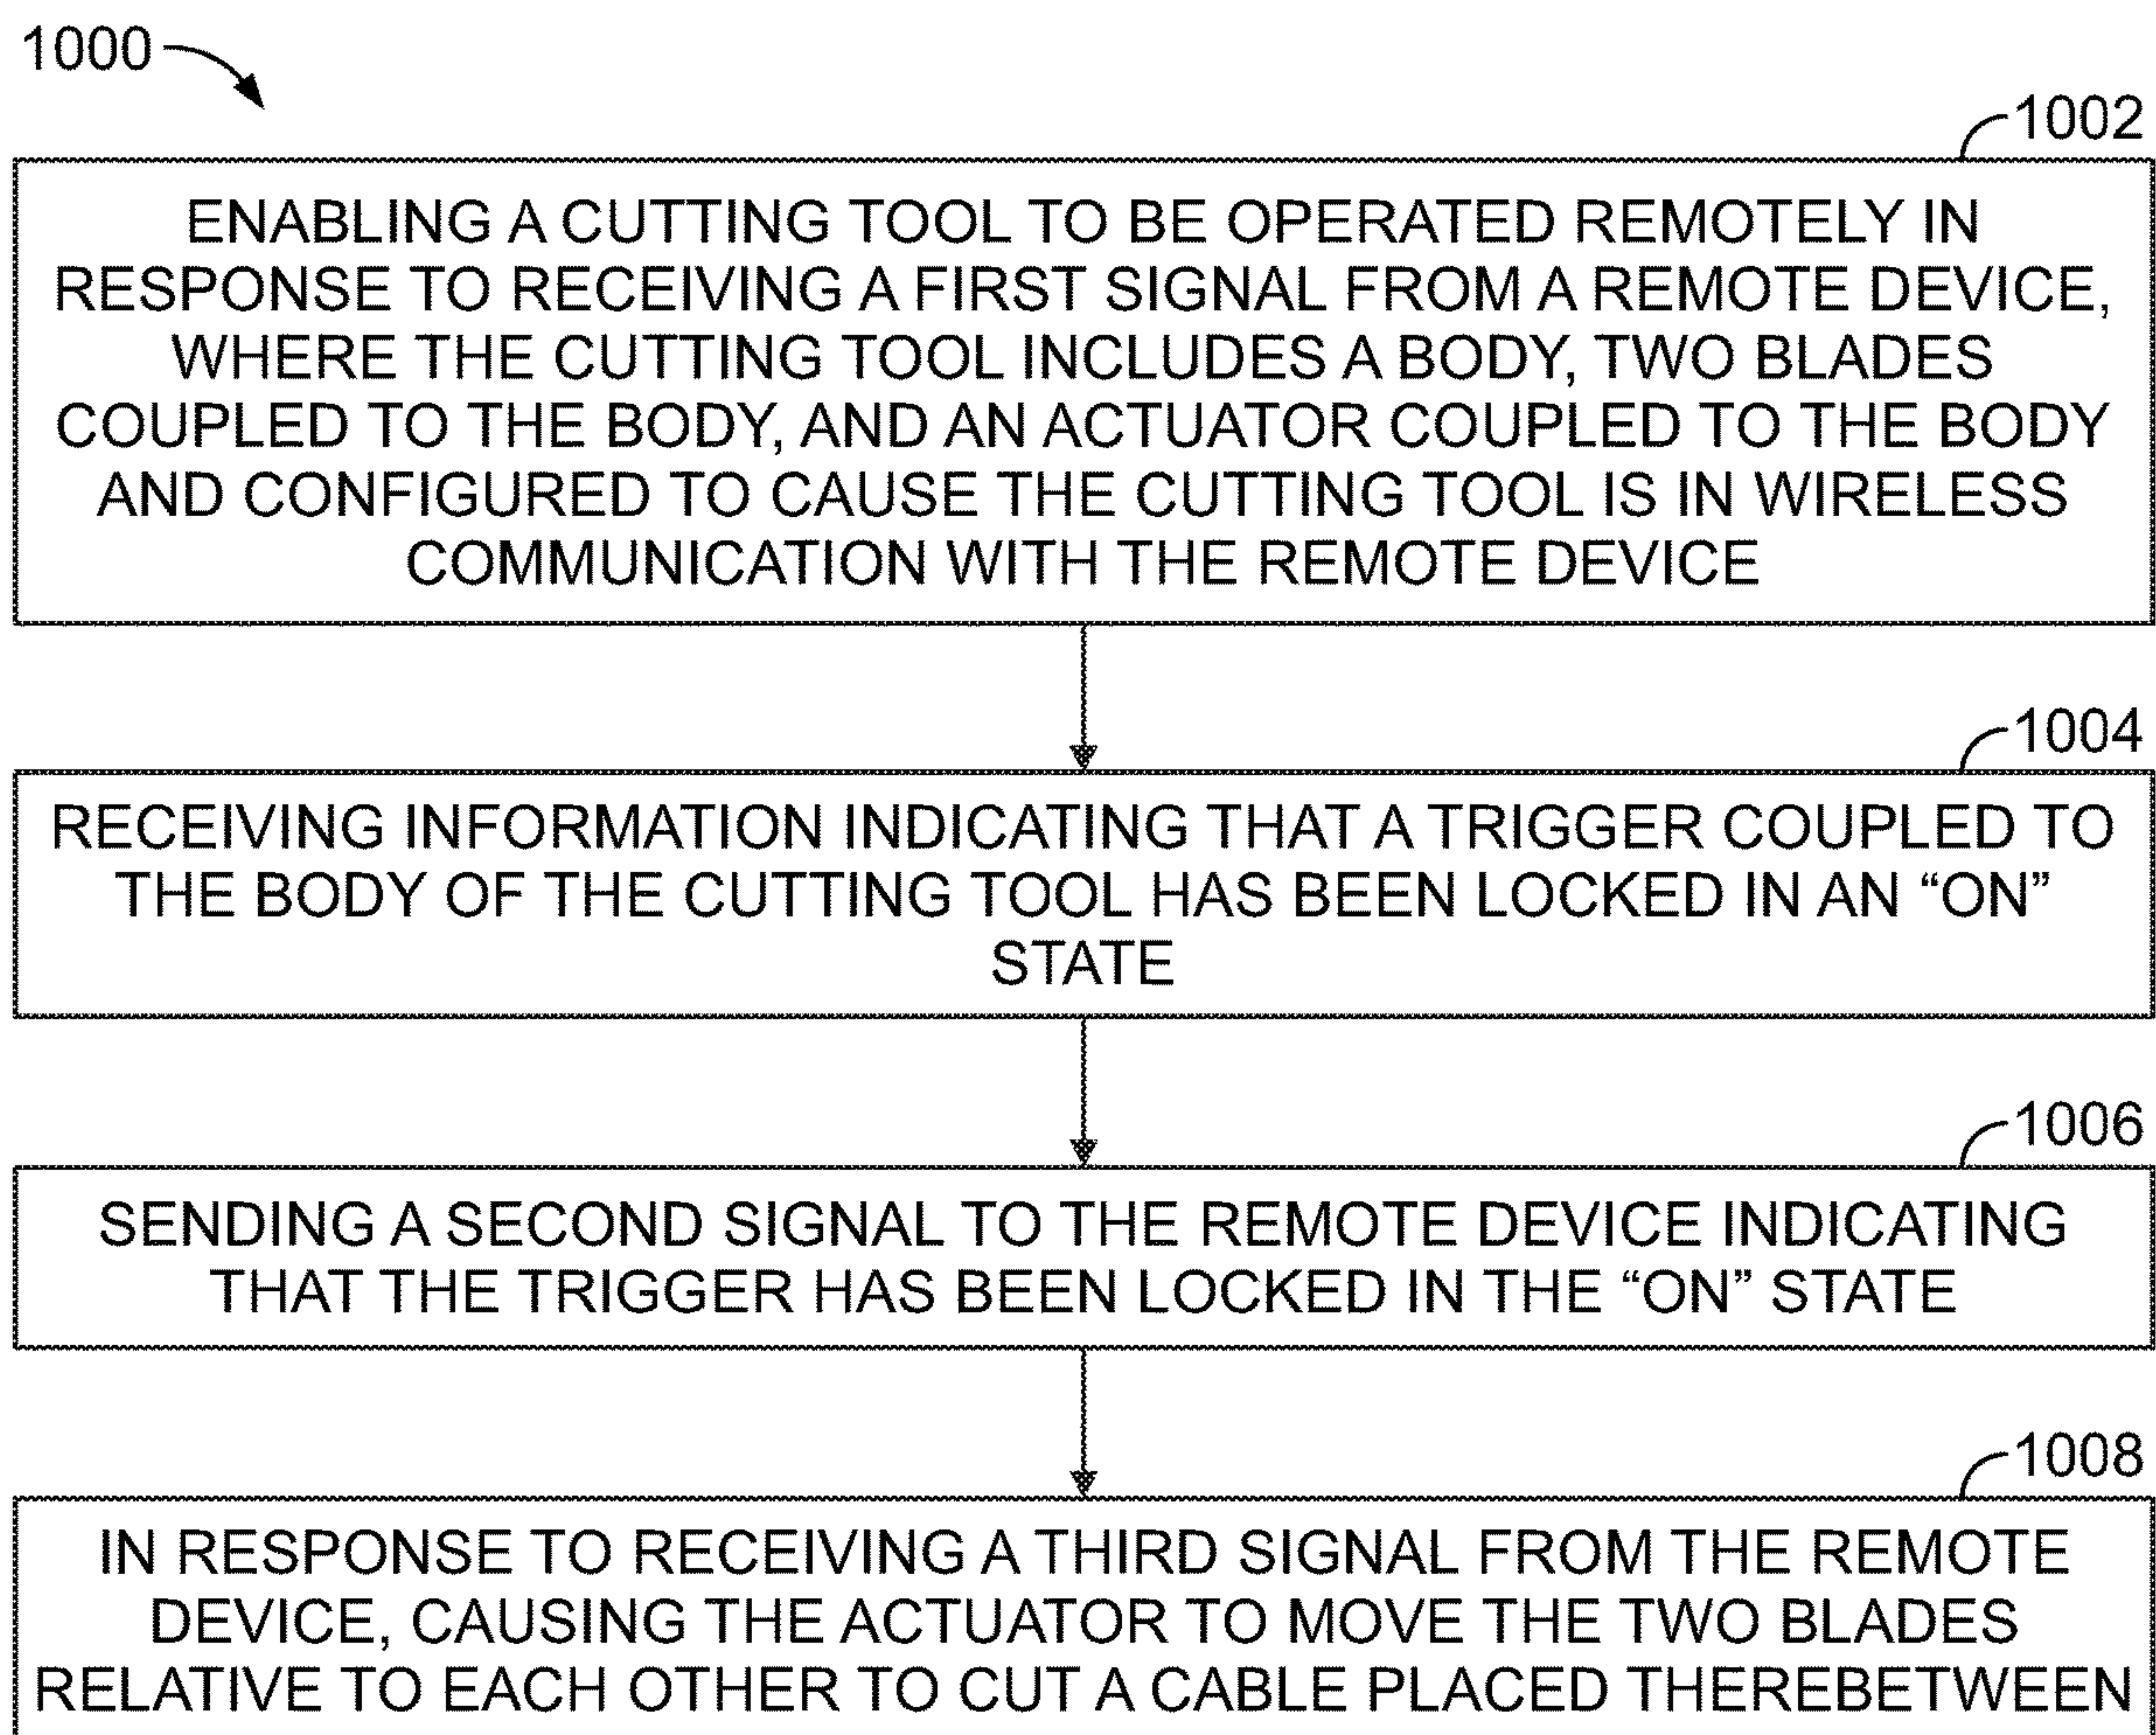 1000
1002
ENABLING A CUTTING TOOL TO BE OPERATED REMOTELY IN
RESPONSE TO RECEIVING A FIRST SIGNAL FROM A REMOTE DEVICE,
WHERE THE CUTTING TOOL INCLUDES A BODY, TWO BLADES
COUPLED TO THE BODY, AND AN ACTUATOR COUPLED TO THE BODY
AND CONFIGURED TO CAUSE THE CUTTING TOOL IS IN WIRELESS
COMMUNICATION WITH THE REMOTE DEVICE
1004
RECEIVING INFORMATION INDICATING THAT A TRIGGER COUPLED TO
THE BODY OF THE CUTTING TOOL HAS BEEN LOCKED IN AN “ON”
STATE
1006
SENDING A SECOND SIGNAL TO THE REMOTE DEVICE INDICATING
THAT THE TRIGGER HAS BEEN LOCKED IN THE “ON” STATE
1008
IN RESPONSE TO RECEIVING A THIRD SIGNAL FROM THE REMOTE
DEVICE, CAUSING THE ACTUATOR TO MOVE THE TWO BLADES
RELATIVE TO EACH OTHER TO CUT A CABLE PLACED THEREBETWEEN